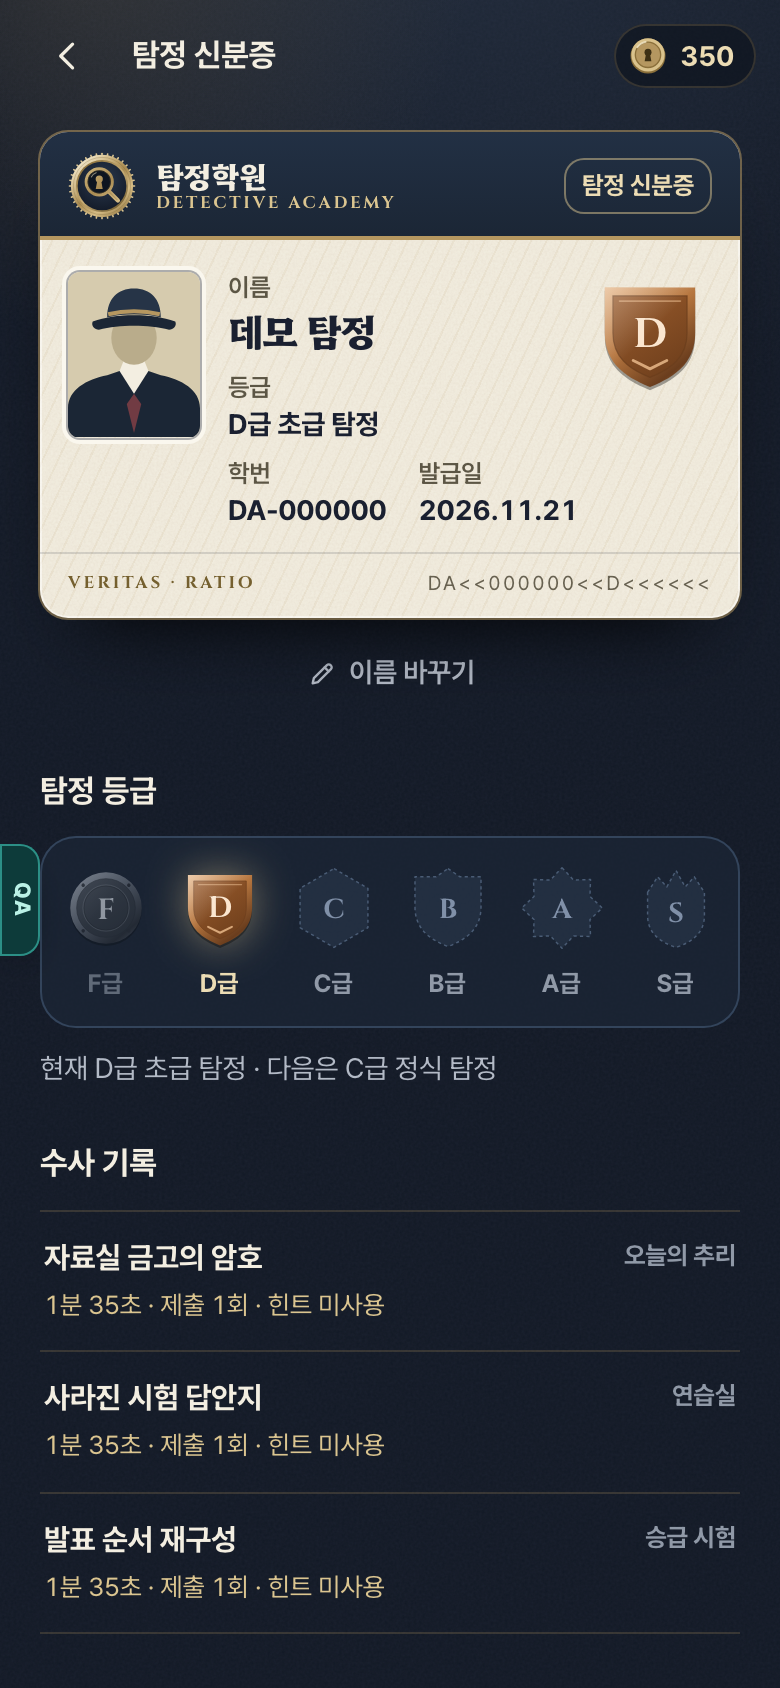 탐정 신분증
350
탐정학원
DETECTIVE ACADEMY
탐정 신분증
이름
데모 탐정
D
등급
D급 초급 탐정
학번
발급일
DA-000000
2026.11.21
VERITAS · RATIO
DA<<000000<<D<<<<<<
이름 바꾸기
탐정 등급
QA
F
D
C
B
A
S
F급
D급
C급
B급
A급
S급
현재 D급 초급 탐정 · 다음은 C급 정식 탐정
수사 기록
자료실 금고의 암호
오늘의 추리
1분 35초 · 제출 1회 · 힌트 미사용
사라진 시험 답안지
연습실
1분 35초 · 제출 1회 · 힌트 미사용
발표 순서 재구성
승급 시험
1분 35초 · 제출 1회 · 힌트 미사용